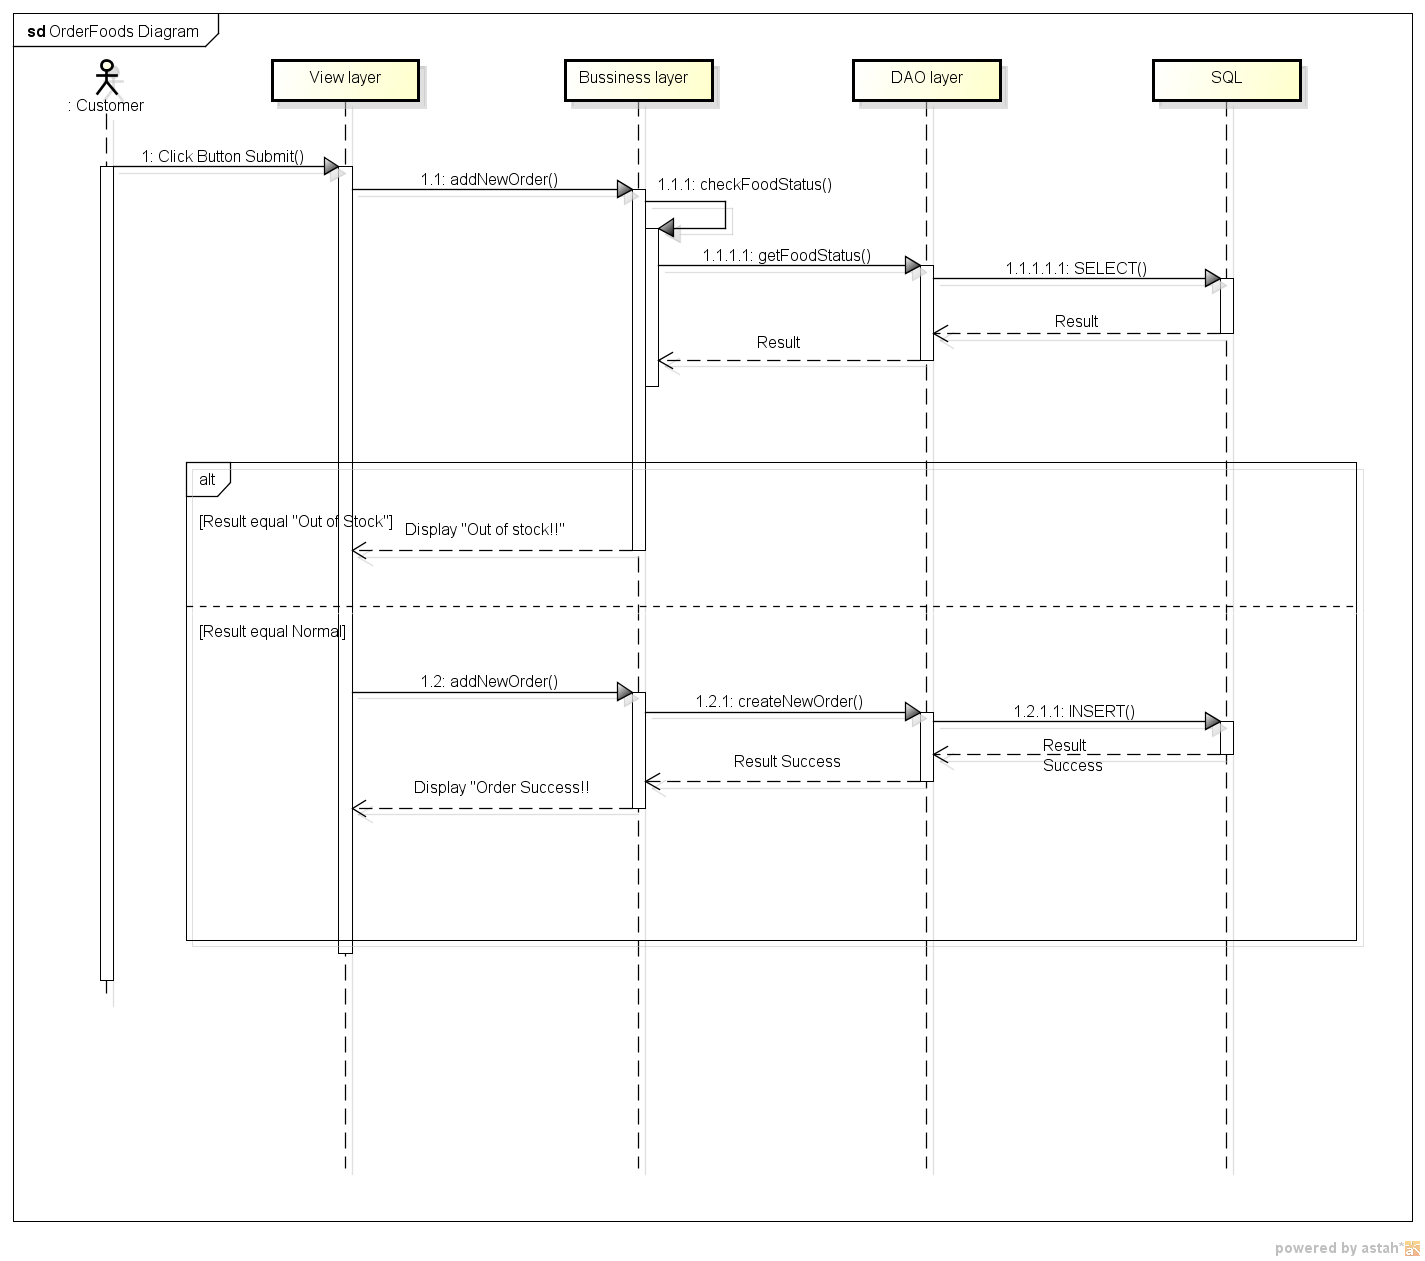 sd OrderFoods Diagram
: Customer
View layer
Bussiness layer
DAO layer
SQL
1: Click Button Submit()
1.1: addNewOrder()
1.1.1: checkFoodStatus()
1.1.1.1: getFoodStatus()
1.1.1.1.1: SELECT()
Result
Result
alt
[Result equal "Out of Stock"]
Display "Out of stock!!"
[Result equal Normal]
1.2: addNewOrder()
1.2.1: createNewOrder()
1.2.1.1: INSERT()
Result
Success
Result Success
Display "Order Success!!
powered by astah*